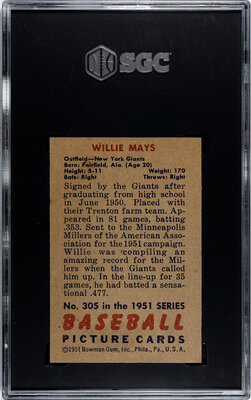 SGC
WILLIE MAYS
Outfield—New York Giants
Born: Fairfield, Ala. (Age 20)
Height: 5-11 Weight: 170
Bats: Right Throws: Right
Signed by the Giants after
graduating from high school
in June 1950. Placed with
their Trenton farm team. Ap-
peared in 81 games, batting
.353. Sent to the Minneapolis
Millers of the American Asso-
ciation for the 1951 campaign.
Willie was compiling an
amazing record for the Mil-
lers when the Giants called
him up. In the line-up for 35
games, he had batted a sensa-
tional .477.
No. 305 in the 1951 SERIES
BASEBALL
PICTURE CARDS
©1951 Bowman Gum, Inc., Phila., Pa., U. S. A.